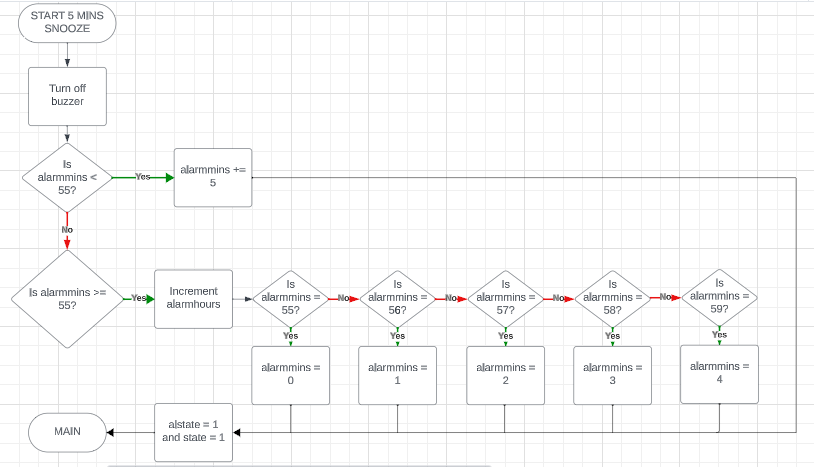 START 5 MINS
SNOOZE
Turn off
buzzer
Is
alarmmins <
55?
Yes
alarmmins +=
5
No
Is alarmmins >=
55?
Yes
Increment
alarmhours
Is
alarmmins =
55?
No
Is
alarmmins =
56?
No
Is
alarmmins =
57?
No
Is
alarmmins =
58?
No
Is
alarmmins =
59?
Yes
Yes
Yes
Yes
Yes
alarmmins =
0
alarmmins =
1
alarmmins =
2
alarmmins =
3
alarmmins =
4
MAIN
alstate = 1
and state = 1